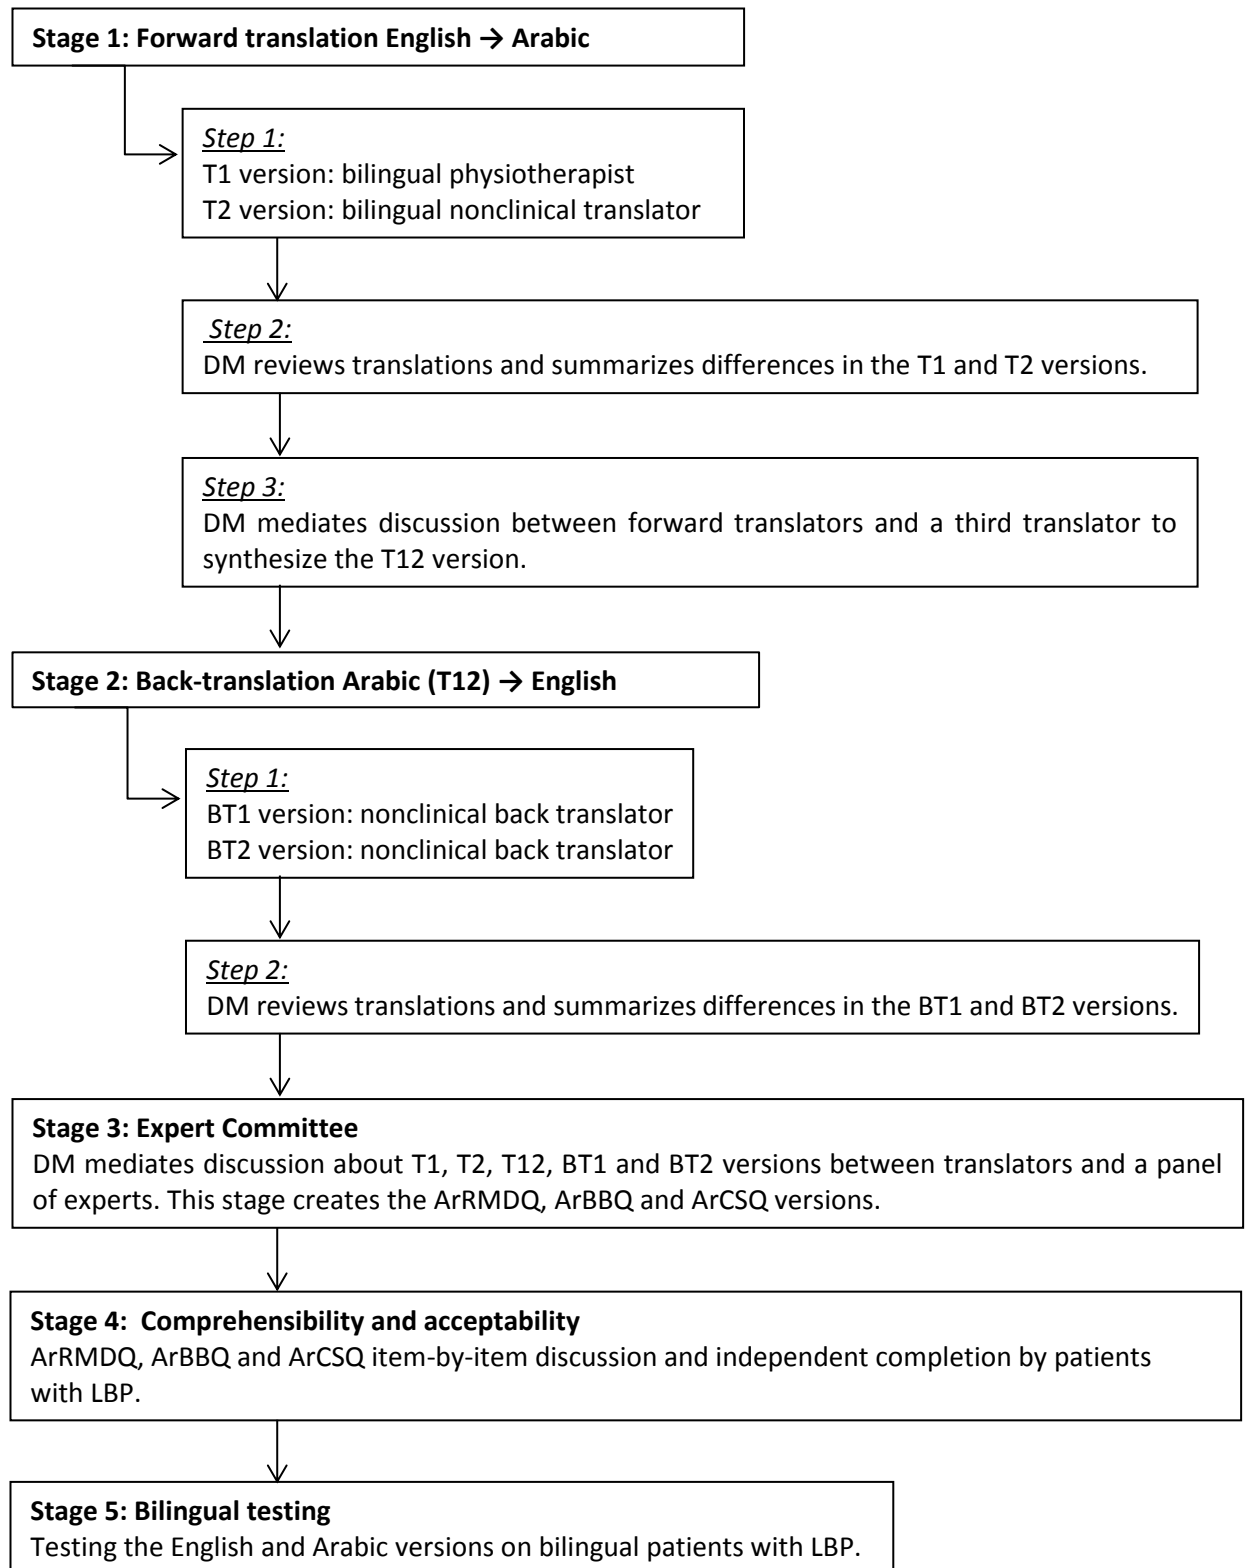 Stage 1: Forward translation English → Arabic
Step 1:
T1 version: bilingual physiotherapist
T2 version: bilingual nonclinical translator
Step 2:
DM reviews translations and summarizes differences in the T1 and T2 versions.
Step 3:
DM mediates discussion between forward translators and a third translator to
synthesize the T12 version.
Stage 2: Back-translation Arabic (T12) → English
Step 1:
BT1 version: nonclinical back translator
BT2 version: nonclinical back translator
Step 2:
DM reviews translations and summarizes differences in the BT1 and BT2 versions.
Stage 3: Expert Committee
DM mediates discussion about T1, T2, T12, BT1 and BT2 versions between translators and a panel
of experts. This stage creates the ArRMDQ, ArBBQ and ArCSQ versions.
Stage 4:  Comprehensibility and acceptability
ArRMDQ, ArBBQ and ArCSQ item-by-item discussion and independent completion by patients
with LBP.
Stage 5: Bilingual testing
Testing the English and Arabic versions on bilingual patients with LBP.